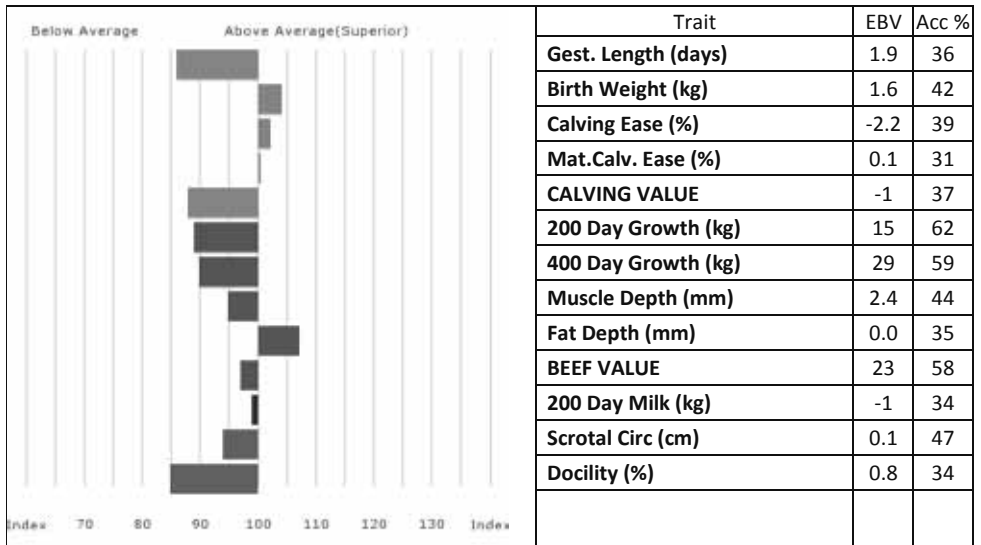 Below Average Above Average(Superior)
Index 70 80 90 100 110 120 130 Index
Trait EBV Acc %
Gest. Length (days) 1.9 36
Birth Weight (kg) 1.6 42
Calving Ease (%) -2.2 39
Mat.Calv. Ease (%) 0.1 31
CALVING VALUE -1 37
200 Day Growth (kg) 15 62
400 Day Growth (kg) 29 59
Muscle Depth (mm) 2.4 44
Fat Depth (mm) 0.0 35
BEEF VALUE 23 58
200 Day Milk (kg) -1 34
Scrotal Circ (cm) 0.1 47
Docility (%) 0.8 34